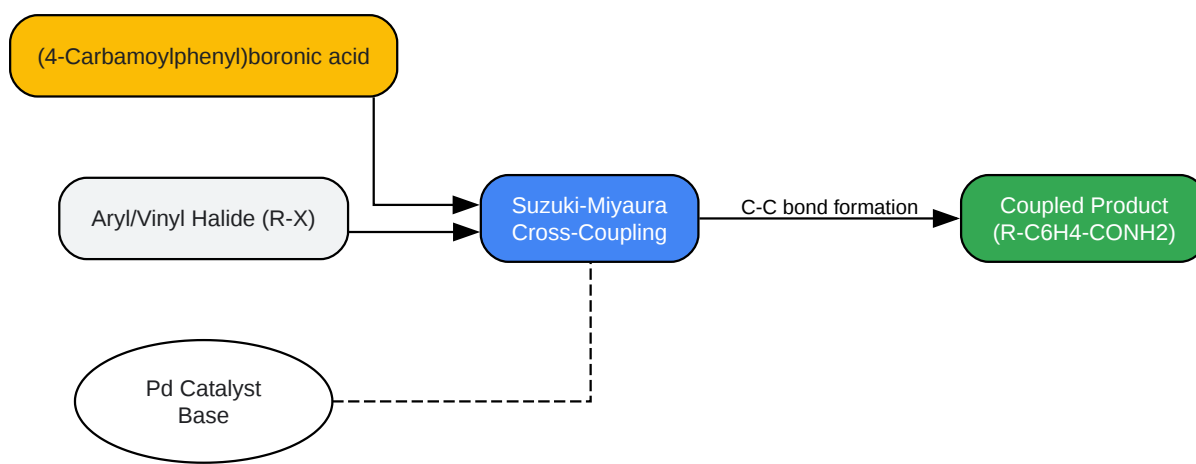 (4-Carbamoylphenyl)boronic acid
Aryl/Vinyl Halide (R-X)
Suzuki-Miyaura
Cross-Coupling
C-C bond formation
Coupled Product
(R-C6H4-CONH2)
Pd Catalyst
Base